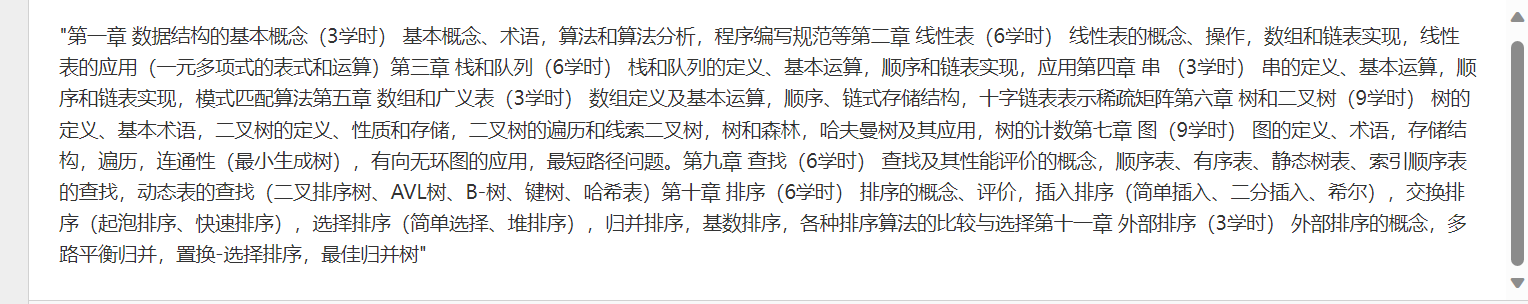 "第一章 数据结构的基本概念（3学时） 基本概念、术语，算法和算法分析，程序编写规范等第二章 线性表（6学时） 线性表的概念、操作，数组和链表实现，线性
表的应用（一元多项式的表式和运算）第三章 栈和队列（6学时） 栈和队列的定义、基本运算，顺序和链表实现，应用第四章 串 （3学时） 串的定义、基本运算，顺
序和链表实现，模式匹配算法第五章 数组和广义表（3学时） 数组定义及基本运算，顺序、链式存储结构，十字链表表示稀疏矩阵第六章 树和二叉树（9学时） 树的
定义、基本术语，二叉树的定义、性质和存储，二叉树的遍历和线索二叉树，树和森林，哈夫曼树及其应用，树的计数第七章 图（9学时） 图的定义、术语，存储结
构，遍历，连通性（最小生成树），有向无环图的应用，最短路径问题。第九章 查找（6学时） 查找及其性能评价的概念，顺序表、有序表、静态树表、索引顺序表
的查找，动态表的查找（二叉排序树、AVL树、B-树、键树、哈希表）第十章 排序（6学时） 排序的概念、评价，插入排序（简单插入、二分插入、希尔），交换排
序（起泡排序、快速排序），选择排序（简单选择、堆排序），归并排序，基数排序，各种排序算法的比较与选择第十一章 外部排序（3学时） 外部排序的概念，多
路平衡归并，置换-选择排序，最佳归并树"